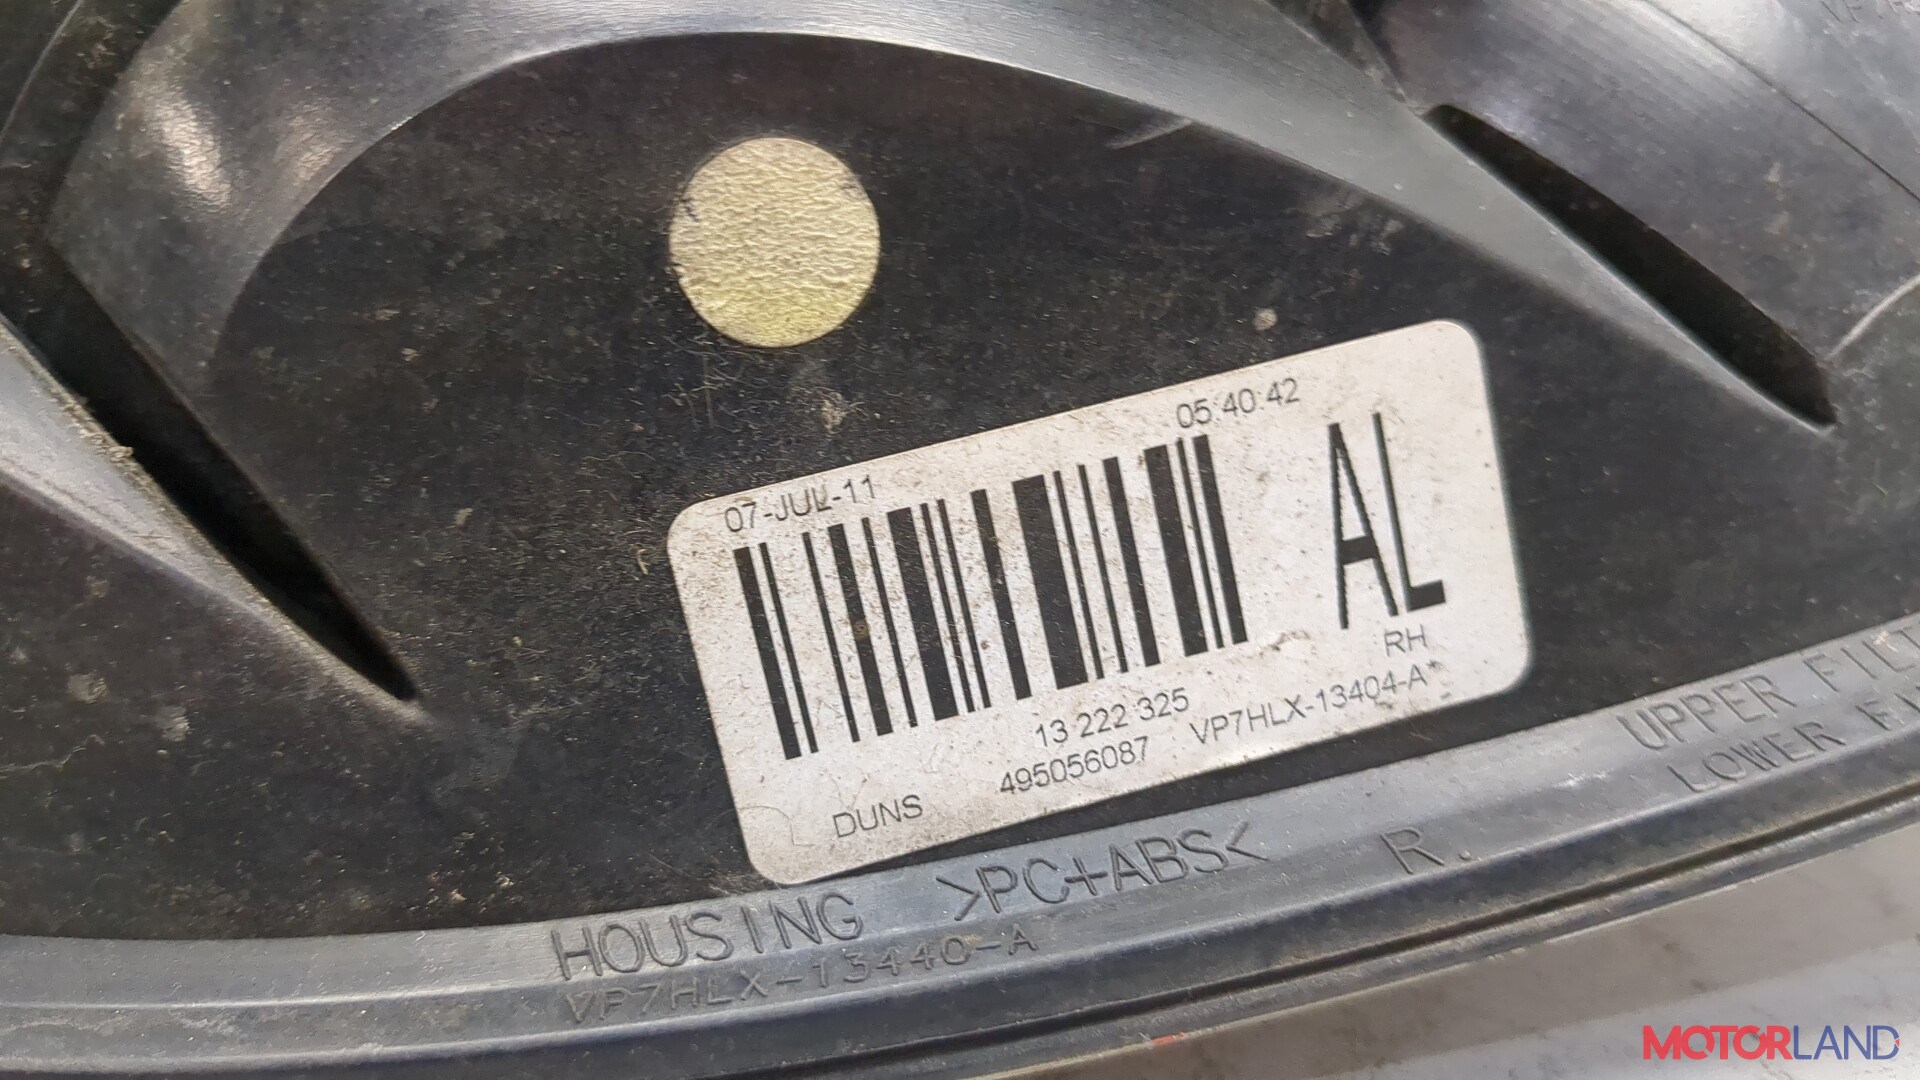 07-JUL-11 05:40:42
AL
RH
13 222 325
495056087 VP7HLX-13404-A*
DUNS
HOUSING >PC+ABS< R.
VP7HLX-13440-A
UPPER
LOWER
MOTORLAND